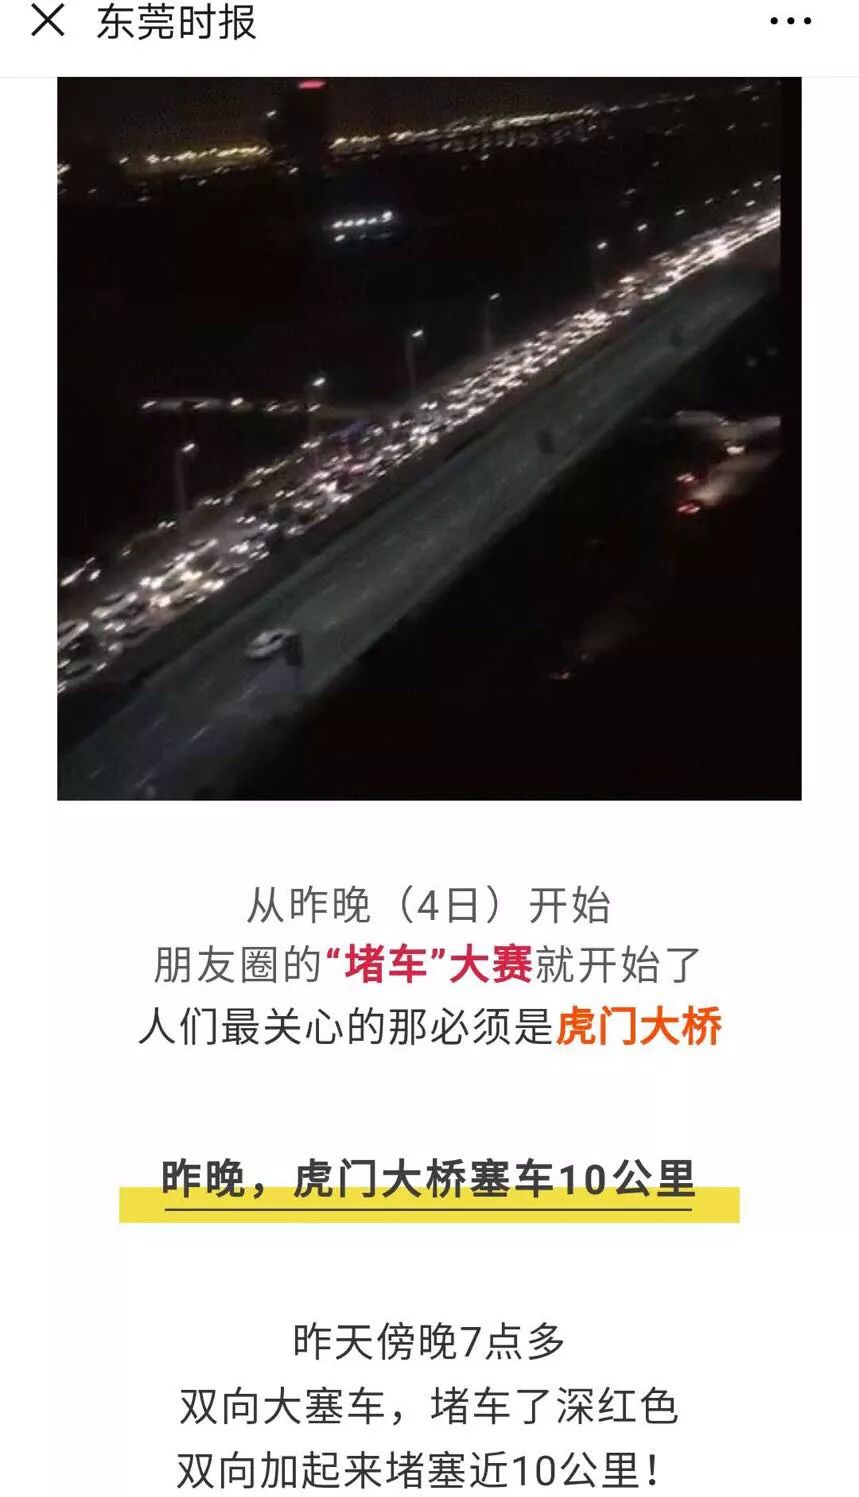 东莞时报
从昨晚（4日）开始
朋友圈的“堵车”大赛就开始了
人们最关心的那必须是虎门大桥
昨晚，虎门大桥塞车10公里
昨天傍晚7点多
双向大塞车，堵车了深红色
双向加起来堵塞近10公里！